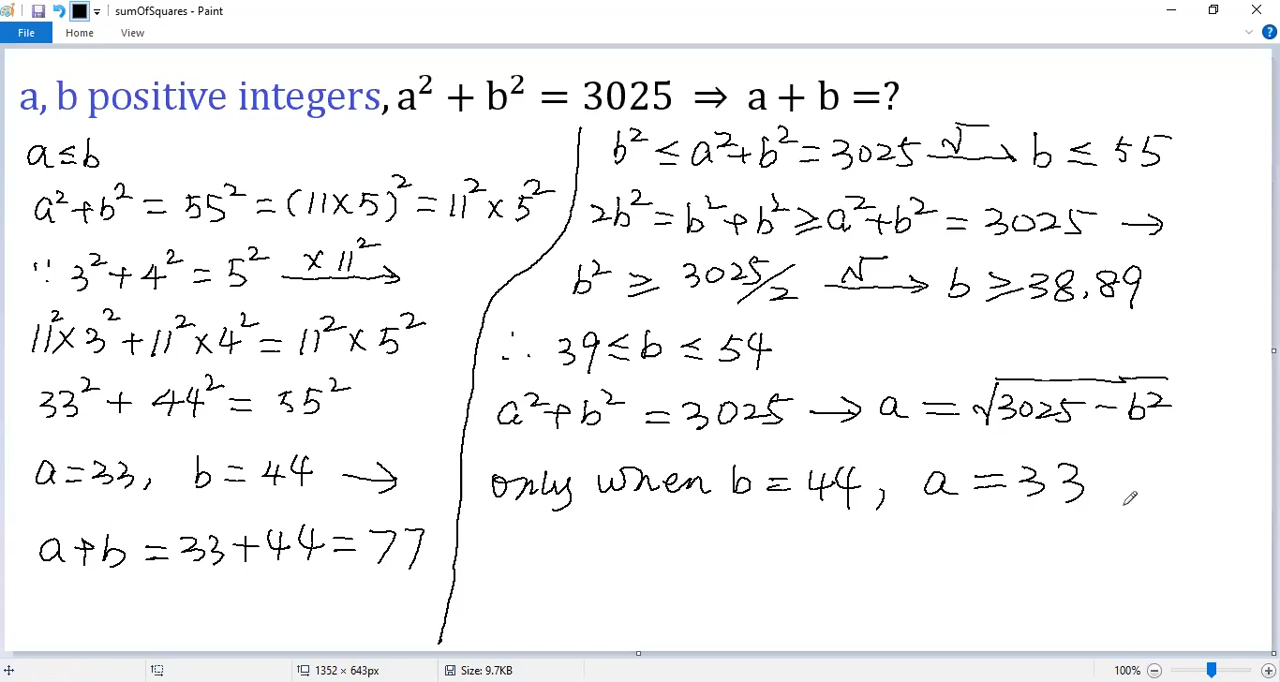 sumOfSquares - Paint
File Home View
a, b positive integers, a² + b² = 3025 ⇒ a + b =?
a ≤ b
a² + b² = 55² = (11×5)² = 11² × 5²
∵ 3² + 4² = 5² ×11² →
11² × 3² + 11² × 4² = 11² × 5²
33² + 44² = 55²
a = 33, b = 44 →
a + b = 33 + 44 = 77
b² ≤ a² + b² = 3025 √ → b ≤ 55
2b² = b² + b² ≥ a² + b² = 3025 →
b² ≥ 3025/2 √ → b ≥ 38.89
∴ 39 ≤ b ≤ 54
a² + b² = 3025 → a = √(3025 - b²)
only when b = 44, a = 33
1352 × 643px Size: 9.7KB 100%